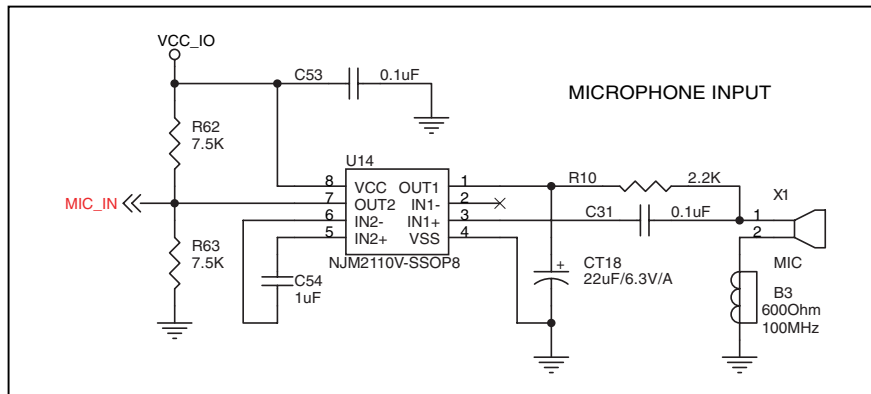 VCC_IO
C53 0.1uF
MICROPHONE INPUT
R62
7.5K
U14
MIC_IN
8 VCC OUT1 1
7 OUT2 IN1- 2
6 IN2- IN1+ 3
5 IN2+ VSS 4
NJM2110V-SSOP8
R10 2.2K
X1
C31 0.1uF
1
2
MIC
R63
7.5K
C54
1uF
+
CT18
22uF/6.3V/A
B3
600Ohm
100MHz